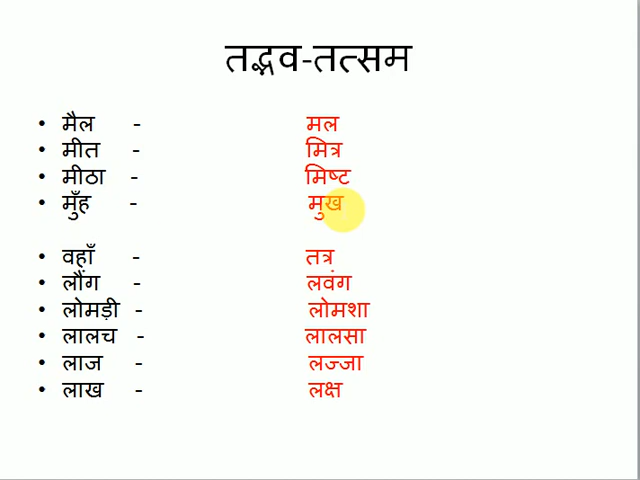 तद्भव-तत्सम
• मैल - मल
• मीत - मित्र
• मीठा - मिष्ट
• मुँह - मुख
• वहाँ - तत्र
• लौंग - लवंग
• लोमड़ी - लोमशा
• लालच - लालसा
• लाज - लज्जा
• लाख - लक्ष